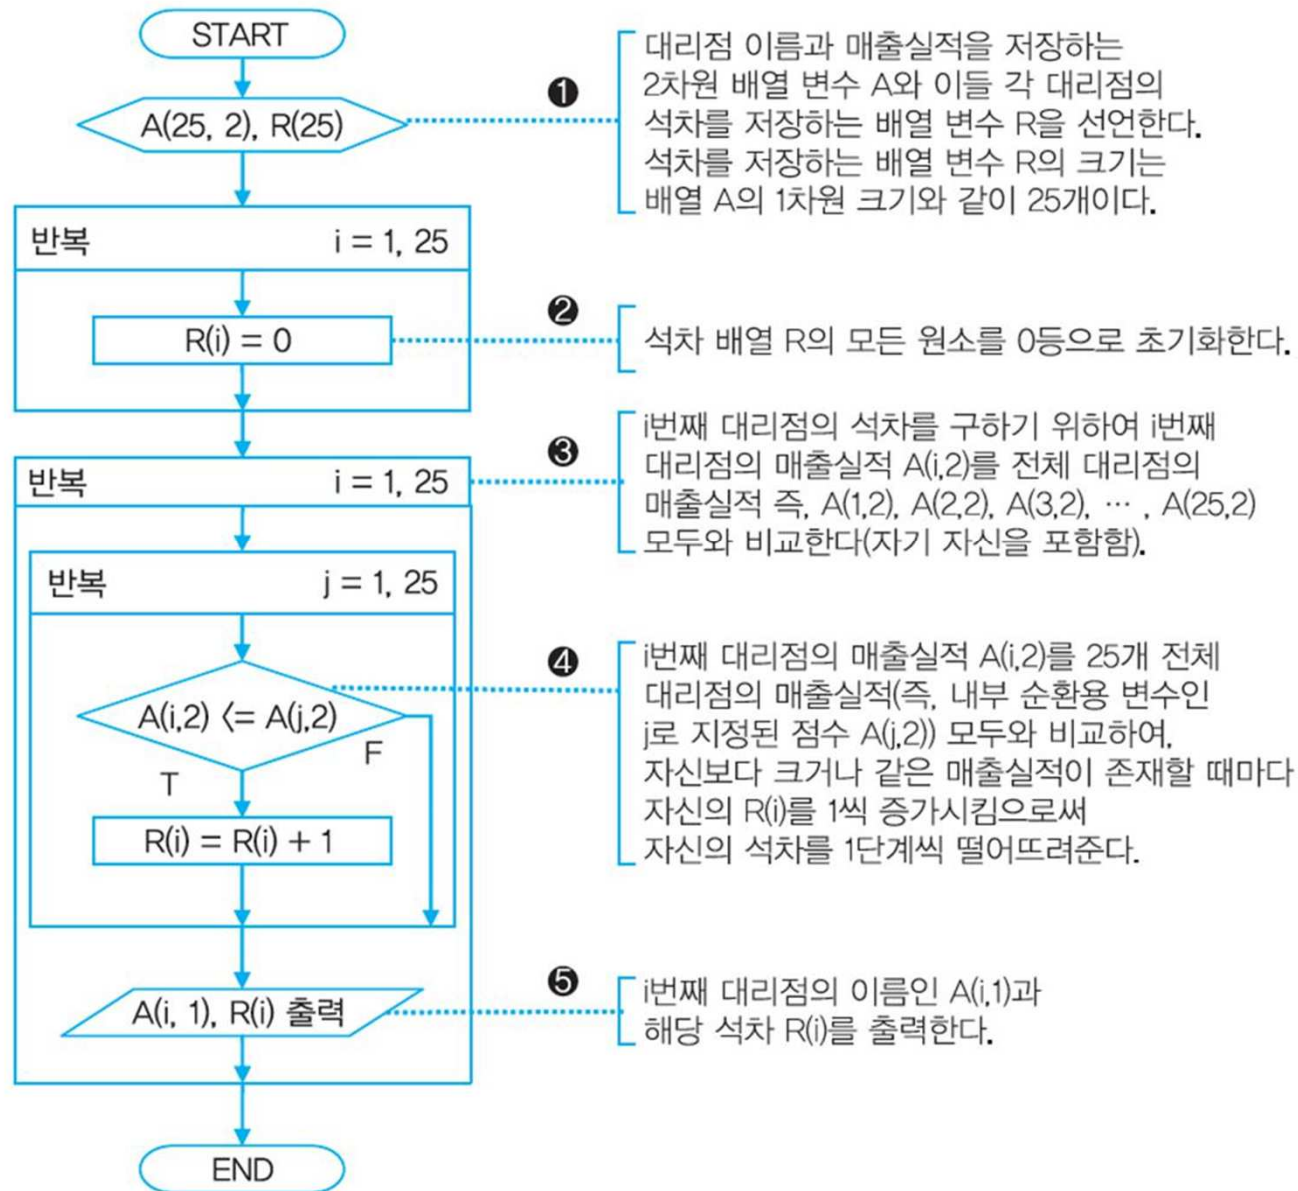 START
A(25, 2), R(25)
❶
대리점 이름과 매출실적을 저장하는
2차원 배열 변수 A와 이들 각 대리점의
석차를 저장하는 배열 변수 R을 선언한다.
석차를 저장하는 배열 변수 R의 크기는
배열 A의 1차원 크기와 같이 25개이다.
반복 i = 1, 25
R(i) = 0
❷
석차 배열 R의 모든 원소를 0등으로 초기화한다.
반복 i = 1, 25
❸
i번째 대리점의 석차를 구하기 위하여 i번째
대리점의 매출실적 A(i,2)를 전체 대리점의
매출실적 즉, A(1,2), A(2,2), A(3,2), … , A(25,2)
모두와 비교한다(자기 자신을 포함함).
반복 j = 1, 25
A(i,2) <= A(j,2)
T
F
R(i) = R(i) + 1
❹
i번째 대리점의 매출실적 A(i,2)를 25개 전체
대리점의 매출실적(즉, 내부 순환용 변수인
j로 지정된 점수 A(j,2)) 모두와 비교하여,
자신보다 크거나 같은 매출실적이 존재할 때마다
자신의 R(i)를 1씩 증가시킴으로써
자신의 석차를 1단계씩 떨어뜨려준다.
A(i, 1), R(i) 출력
❺
i번째 대리점의 이름인 A(i,1)과
해당 석차 R(i)를 출력한다.
END